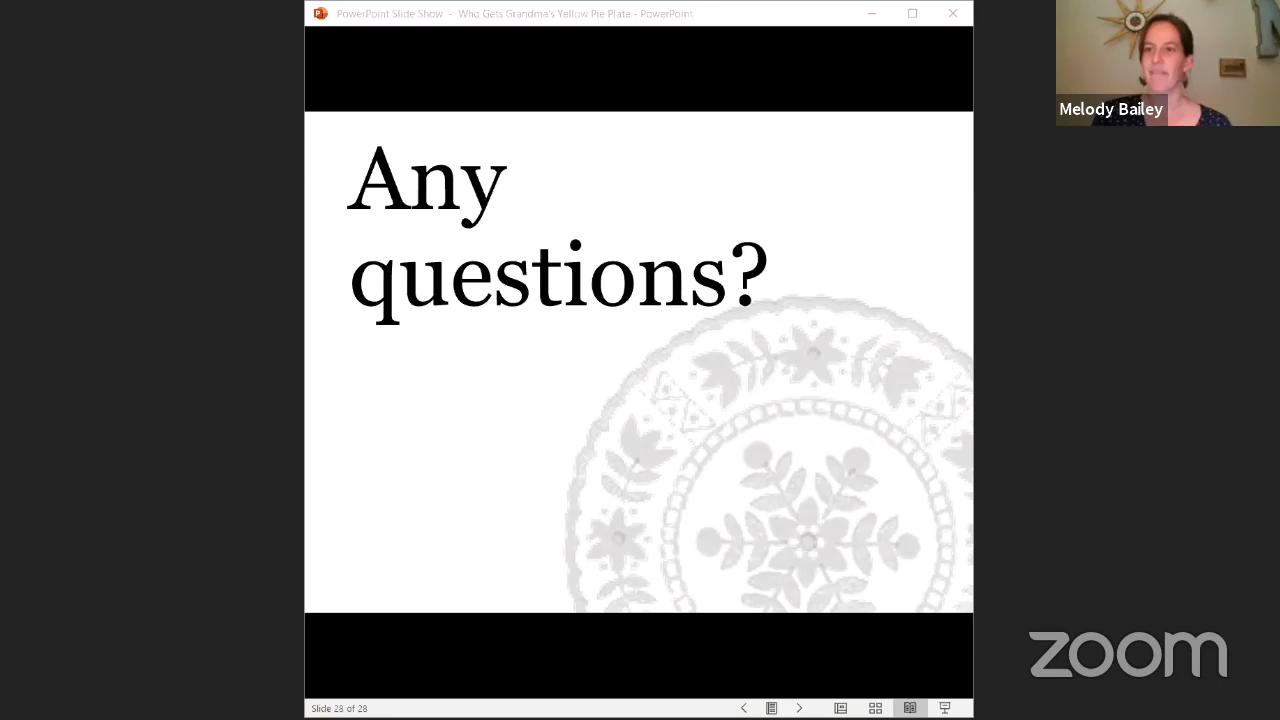 PowerPoint Slide Show - Who Gets Grandma's Yellow Pie Plate - PowerPoint
Melody Bailey
Any
questions?
zoom
Slide 28 of 28